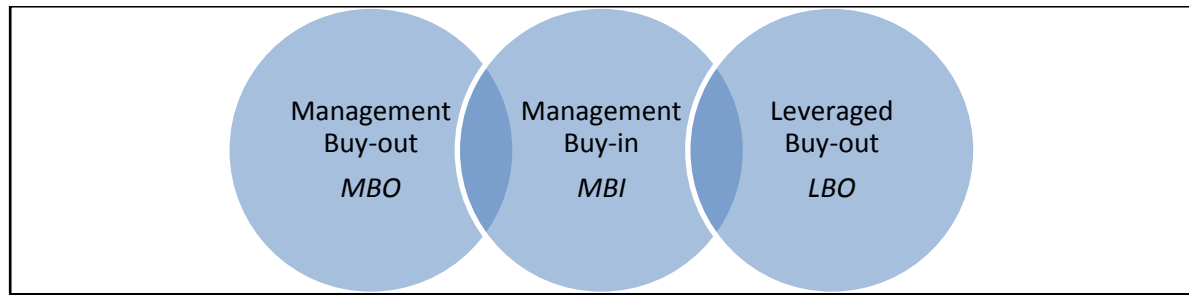 Management
Buy-out
MBO
Management
Buy-in
MBI
Leveraged
Buy-out
LBO